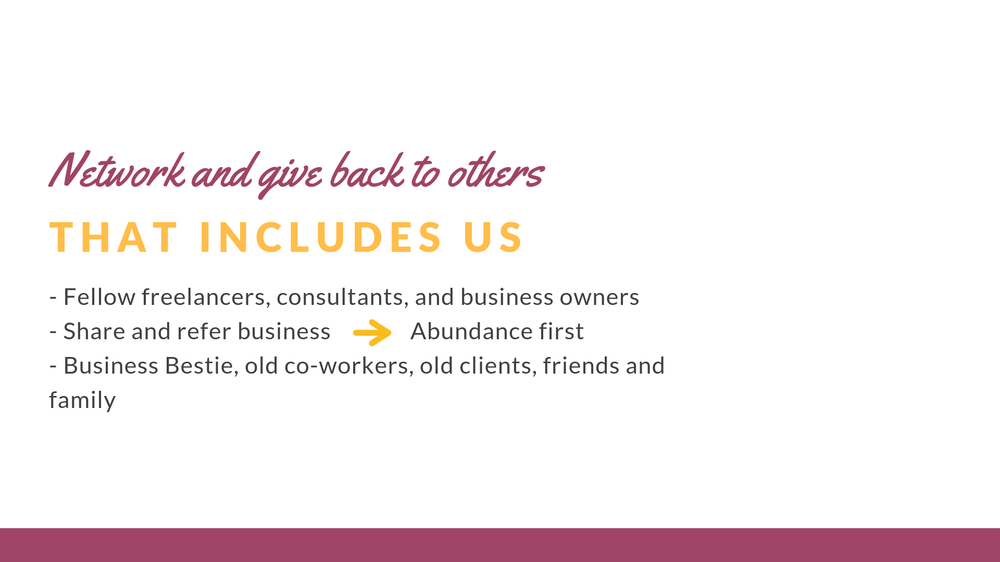 Network and give back to others
THAT INCLUDES US
- Fellow freelancers, consultants, and business owners
- Share and refer business → Abundance first
- Business Bestie, old co-workers, old clients, friends and
family